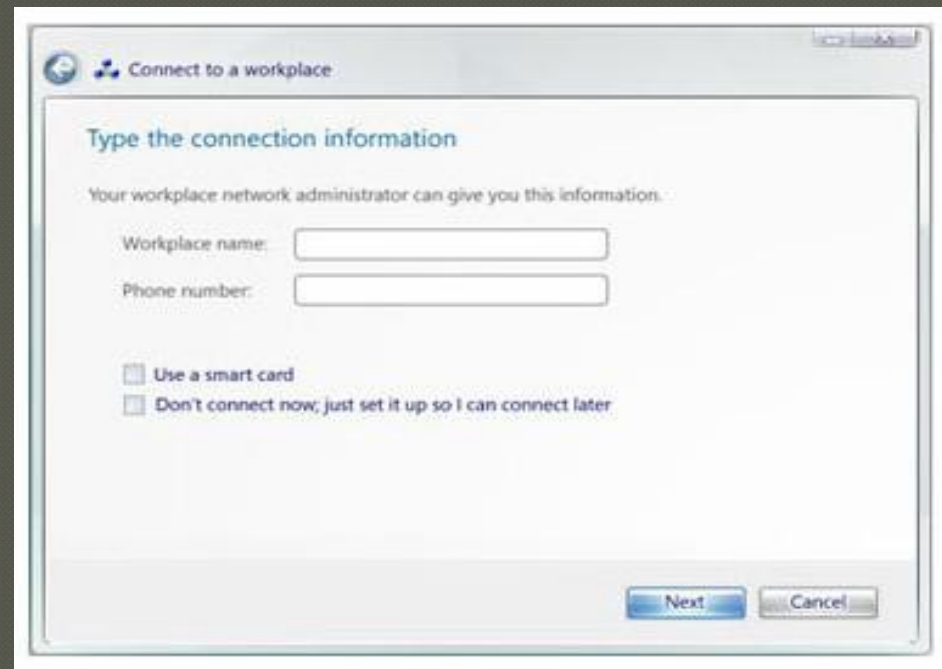 Connect to a workplace
Type the connection information
Your workplace network administrator can give you this information.
Workplace name:
Phone number:
Use a smart card
Don't connect now; just set it up so I can connect later
Next Cancel